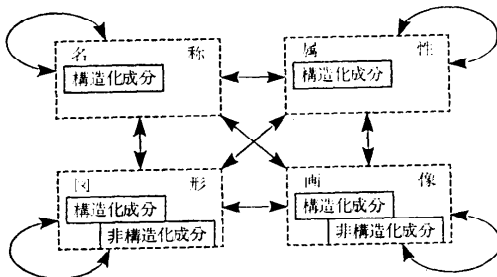 名 称
構造化成分
属 性
構造化成分
図 形
構造化成分
非構造化成分
画 像
構造化成分
非構造化成分